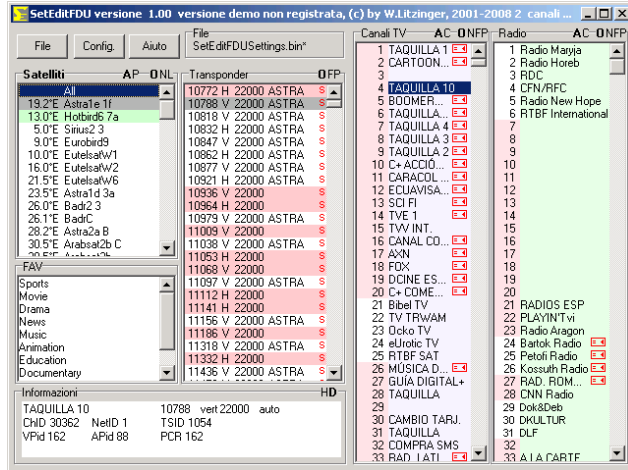 SetEditFDU versione 1.00 versione demo non registrata, (c) by W.Litzinger, 2001-2008 2 canali ...
File Config. Aiuto
File
SetEditFDUSettings.bin*
Satelliti AP ONL
All
19.2°E Astra1e 1f
13.0°E Hotbird6 7a
5.0°E Sirius2 3
9.0°E Eurobird9
10.0°E EutelsatW1
16.0°E EutelsatW2
21.5°E EutelsatW6
23.5°E Astra1d 3a
26.0°E Badr2 3
26.1°E BadrC
28.2°E Astra2a B
30.5°E Arabsat2b C
FAV
Sports
Movie
Drama
News
Music
Animation
Education
Documentary
Transponder OFP
10772 H 22000 ASTRA S
10788 V 22000 ASTRA S
10818 V 22000 ASTRA S
10832 H 22000 ASTRA S
10847 V 22000 ASTRA S
10862 H 22000 ASTRA S
10877 V 22000 ASTRA S
10921 H 22000 ASTRA S
10936 V 22000 S
10964 H 22000 S
10979 V 22000 ASTRA S
11009 V 22000 S
11038 V 22000 ASTRA S
11053 H 22000 S
11068 V 22000 S
11097 V 22000 ASTRA S
11112 H 22000 S
11141 H 22000 S
11156 V 22000 ASTRA S
11186 V 22000 S
11318 V 22000 ASTRA S
11332 H 22000 S
11436 V 22000 ASTRA S
Informazioni HD
TAQUILLA 10 10788 vert 22000 auto
ChID 30362 NetID 1 TSID 1054
VPid 162 APid 88 PCR 162
Canali TV AC ONFP
1 TAQUILLA 1
2 CARTOON...
3
4 TAQUILLA 10
5 BOOMER...
6 TAQUILLA...
7 TAQUILLA 4
8 TAQUILLA 3
9 TAQUILLA 2
10 C+ ACCIÓ...
11 CARACOL ...
12 ECUAVISA...
13 SCI FI
14 TVE 1
15 TVV INT.
16 CANAL CO...
17 AXN
18 FOX
19 DCINE ES...
20 C+ COME...
21 Bibel TV
22 TV TRWAM
23 Ocko TV
24 eUrotic TV
25 RTBF SAT
26 MÚSICA D...
27 GUÍA DIGITAL+
28 TAQUILLA
29
30 CAMBIO TARJ.
31 TAQUILLA
32 COMPRA SMS
33 RAD. LATI...
Radio AC ONFP
1 Radio Maryja
2 Radio Horeb
3 RDC
4 CFN/RFC
5 Radio New Hope
6 RTBF International
7
8
9
10
11
12
13
14
15
16
17
18
19
20
21 RADIOS ESP
22 PLAYIN'Tvi
23 Radio Aragon
24 Bartok Radio
25 Petofi Radio
26 Kossuth Radio
27 RAD. ROM...
28 CNN Radio
29 Dok&Deb
30 DKULTUR
31 DLF
32
33 A LA CARTE